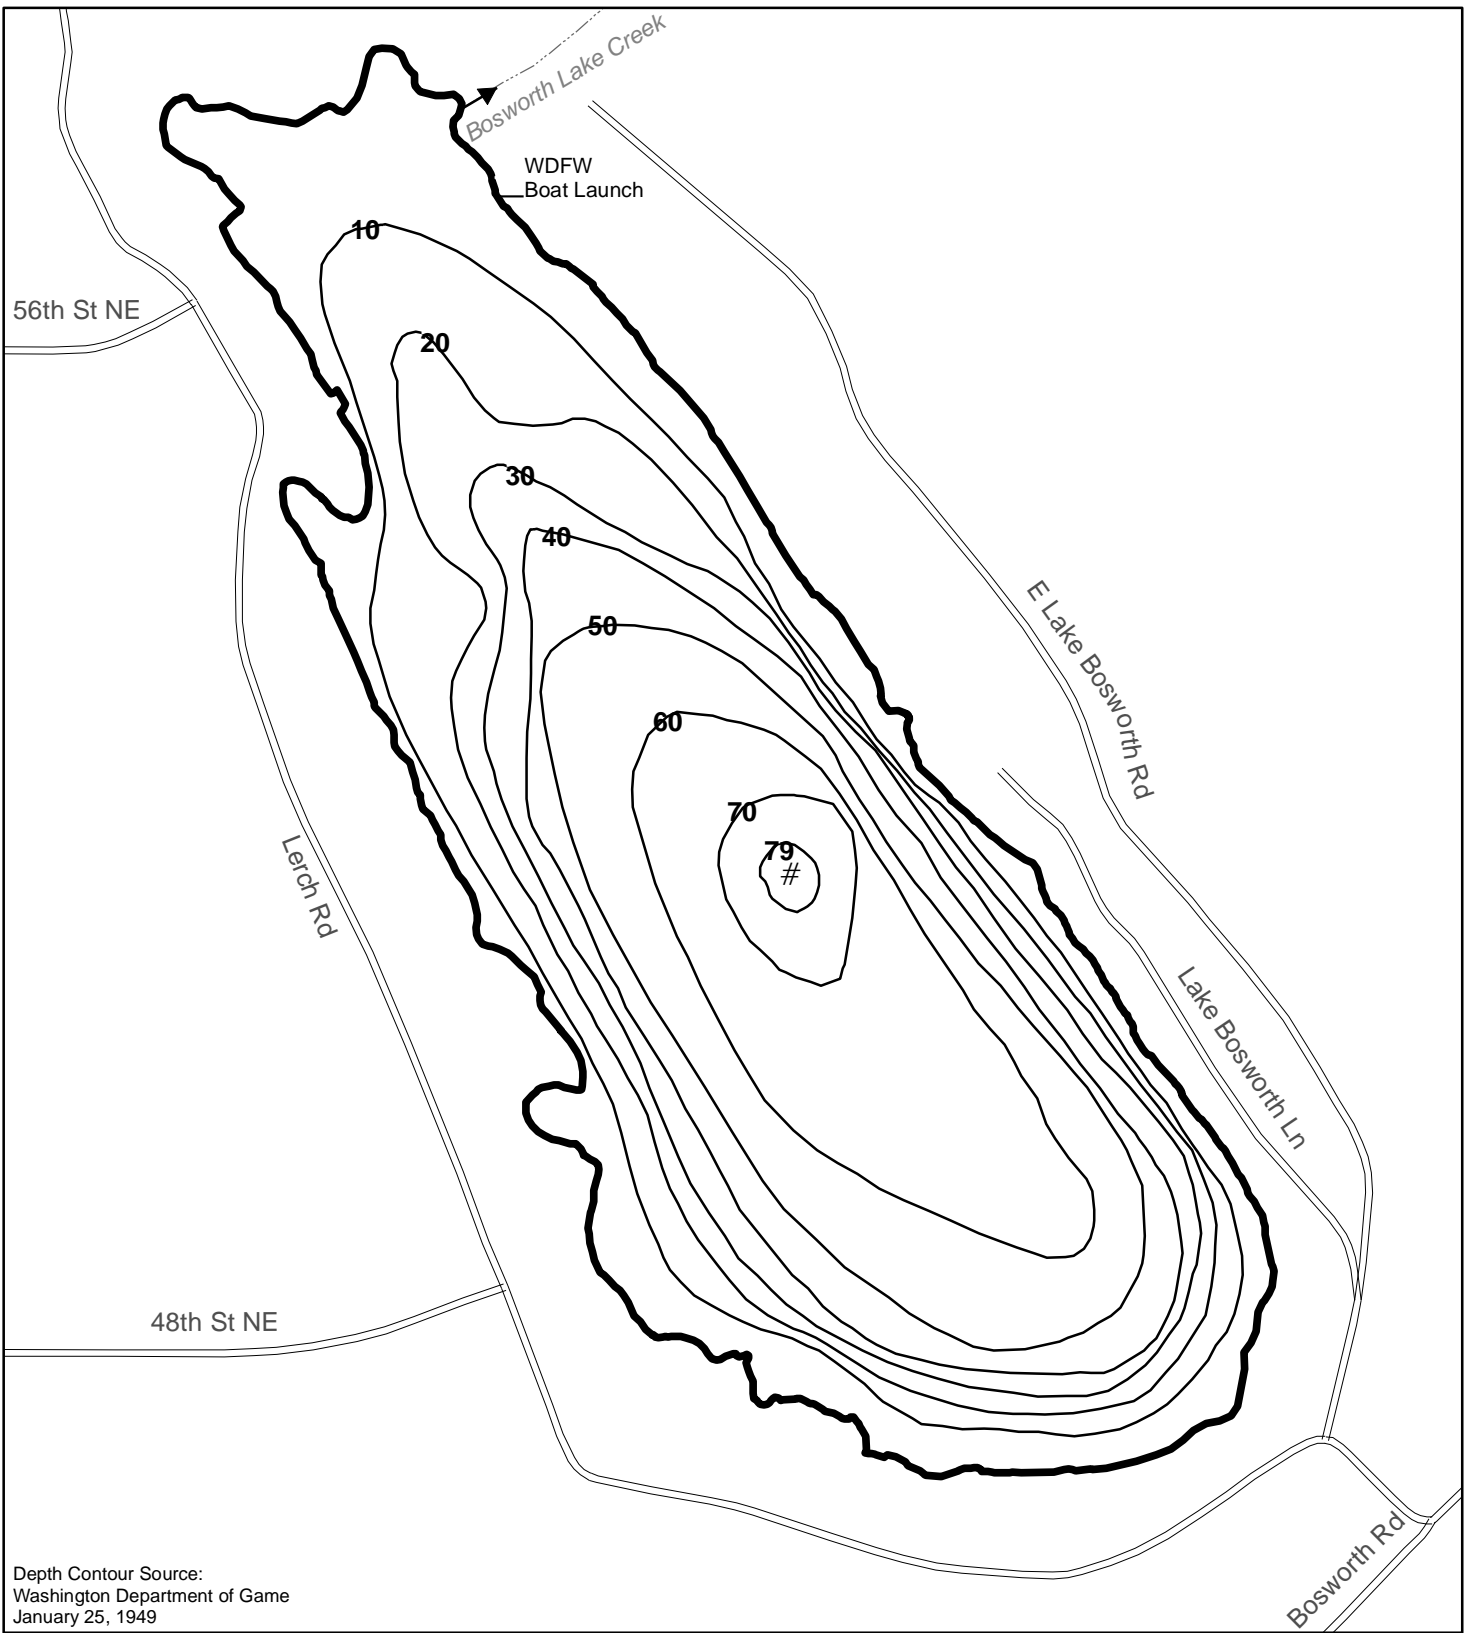 Bosworth Lake Creek
WDFW
Boat Launch
10
56th St NE
20
30
40
E Lake Bosworth Rd
50
60
70
79
#
Lerch Rd
Lake Bosworth Ln
48th St NE
Bosworth Rd
Depth Contour Source:
Washington Department of Game
January 25, 1949